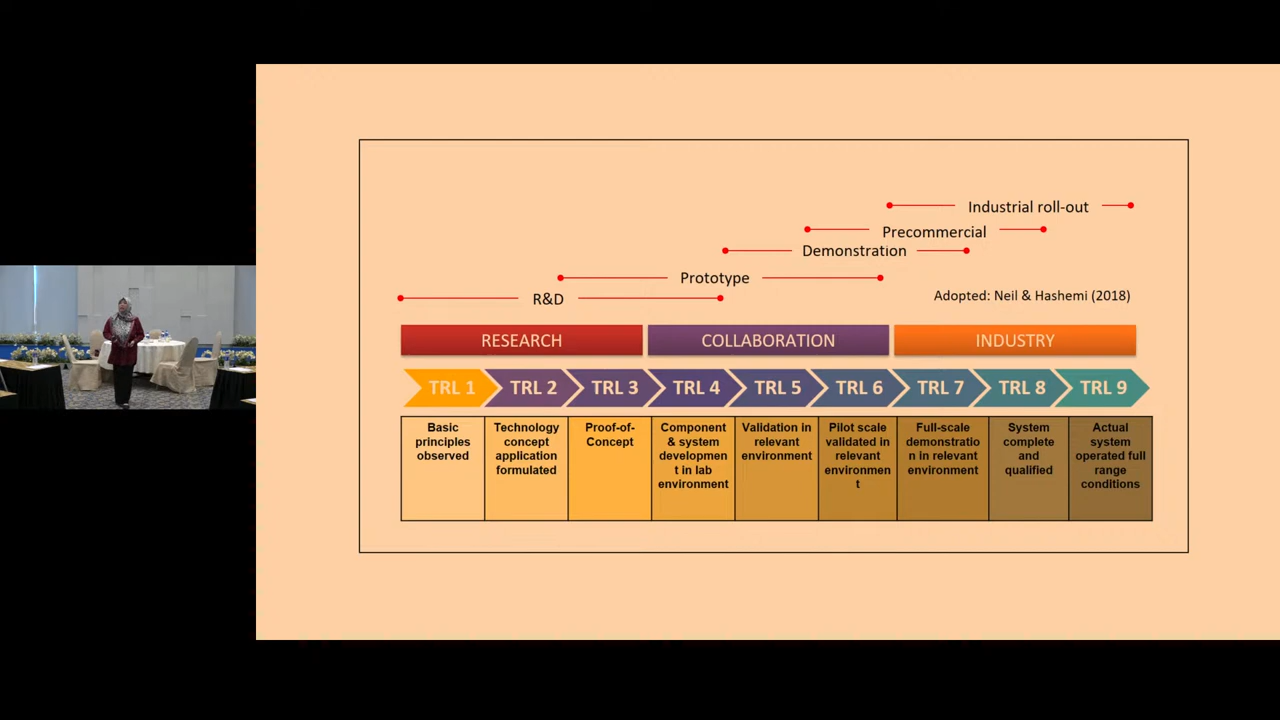 Industrial roll-out
Precommercial
Demonstration
Prototype
R&D
Adopted: Neil & Hashemi (2018)
RESEARCH
COLLABORATION
INDUSTRY
TRL 1
TRL 2
TRL 3
TRL 4
TRL 5
TRL 6
TRL 7
TRL 8
TRL 9
Basic
principles
observed
Technology
concept
application
formulated
Proof-of-
Concept
Component
& system
developmen
t in lab
environment
Validation in
relevant
environment
Pilot scale
validated in
relevant
environmen
t
Full-scale
demonstratio
n in relevant
environment
System
complete
and
qualified
Actual
system
operated full
range
conditions